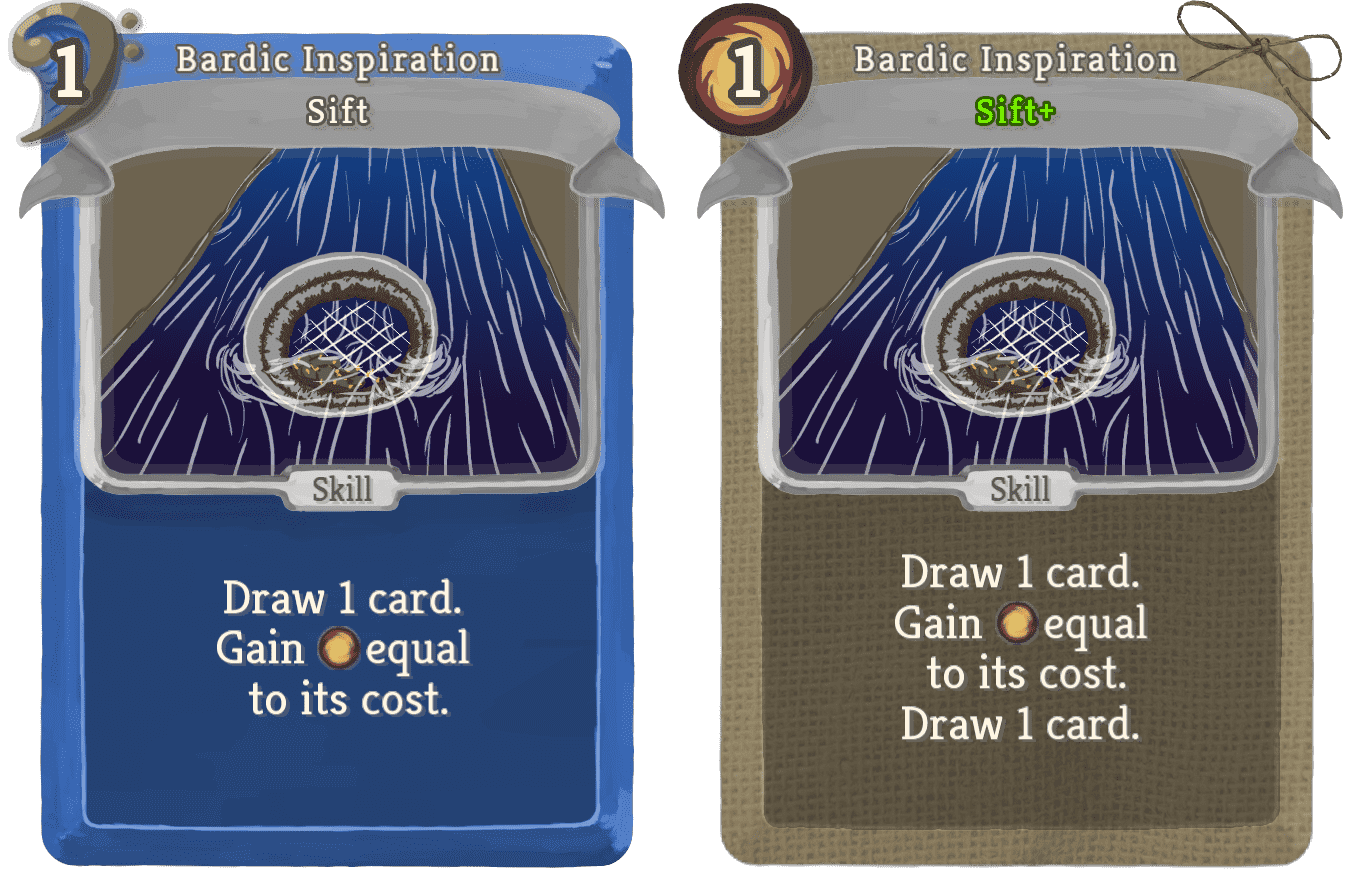 1
Bardic Inspiration
Sift
Skill
Draw 1 card.
Gain equal
to its cost.
1
Bardic Inspiration
Sift+
Skill
Draw 1 card.
Gain equal
to its cost.
Draw 1 card.